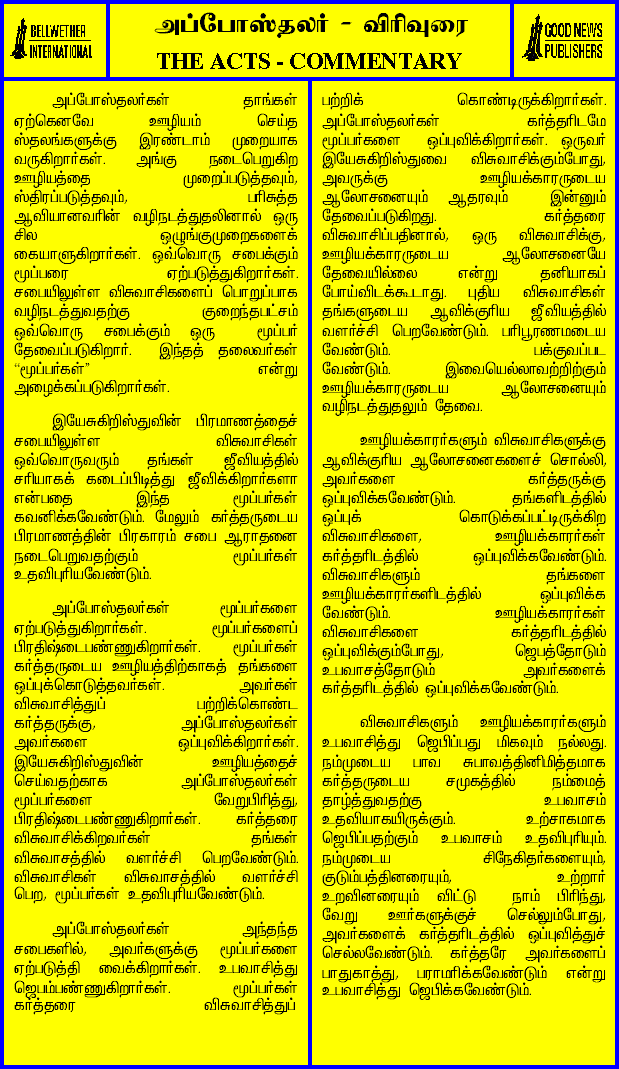 BELLWETHER
INTERNATIONAL
அப்போஸ்தலர் - விரிவுரை
THE ACTS - COMMENTARY
GOOD NEWS
PUBLISHERS
அப்போஸ்தலர்கள் தாங்கள்
ஏற்கெனவே ஊழியம் செய்த
ஸ்தலங்களுக்கு இரண்டாம் முறையாக
வருகிறார்கள். அங்கு நடைபெறுகிற
ஊழியத்தை முறைப்படுத்தவும்,
ஸ்திரப்படுத்தவும், பரிசுத்த
ஆவியானவரின் வழிநடத்துதலினால் ஒரு
சில ஒழுங்குமுறைகளைக்
கையாளுகிறார்கள். ஒவ்வொரு சபைக்கும்
மூப்பரை ஏற்படுத்துகிறார்கள்.
சபையிலுள்ள விசுவாசிகளைப் பொறுப்பாக
வழிநடத்துவதற்கு குறைந்தபட்சம்
ஒவ்வொரு சபைக்கும் ஒரு மூப்பர்
தேவைப்படுகிறார். இந்தத் தலைவர்கள்
“மூப்பர்கள்” என்று
அழைக்கப்படுகிறார்கள்.
இயேசுகிறிஸ்துவின் பிரமாணத்தைச்
சபையிலுள்ள விசுவாசிகள்
ஒவ்வொருவரும் தங்கள் ஜீவியத்தில்
சரியாகக் கடைப்பிடித்து ஜீவிக்கிறார்களா
என்பதை இந்த மூப்பர்கள்
கவனிக்கவேண்டும். மேலும் கர்த்தருடைய
பிரமாணத்தின் பிரகாரம் சபை ஆராதனை
நடைபெறுவதற்கும் மூப்பர்கள்
உதவிபுரியவேண்டும்.
அப்போஸ்தலர்கள் மூப்பர்களை
ஏற்படுத்துகிறார்கள். மூப்பர்களைப்
பிரதிஷ்டைபண்ணுகிறார்கள். மூப்பர்கள்
கர்த்தருடைய ஊழியத்திற்காகத் தங்களை
ஒப்புக்கொடுத்தவர்கள். அவர்கள்
விசுவாசித்துப் பற்றிக்கொண்ட
கர்த்தருக்கு, அப்போஸ்தலர்கள்
அவர்களை ஒப்புவிக்கிறார்கள்.
இயேசுகிறிஸ்துவின் ஊழியத்தைச்
செய்வதற்காக அப்போஸ்தலர்கள்
மூப்பர்களை வேறுபிரித்து,
பிரதிஷ்டைபண்ணுகிறார்கள். கர்த்தரை
விசுவாசிக்கிறவர்கள் தங்கள்
விசுவாசத்தில் வளர்ச்சி பெறவேண்டும்.
விசுவாசிகள் விசுவாசத்தில் வளர்ச்சி
பெற, மூப்பர்கள் உதவிபுரியவேண்டும்.
அப்போஸ்தலர்கள் அந்தந்த
சபைகளில், அவர்களுக்கு மூப்பர்களை
ஏற்படுத்தி வைக்கிறார்கள். உபவாசித்து
ஜெபம்பண்ணுகிறார்கள். மூப்பர்கள்
கர்த்தரை விசுவாசித்துப்
பற்றிக் கொண்டிருக்கிறார்கள்.
அப்போஸ்தலர்கள் கர்த்தரிடமே
மூப்பர்களை ஒப்புவிக்கிறார்கள். ஒருவர்
இயேசுகிறிஸ்துவை விசுவாசிக்கும்போது,
அவருக்கு ஊழியக்காரருடைய
ஆலோசனையும் ஆதரவும் இன்னும்
தேவைப்படுகிறது. கர்த்தரை
விசுவாசிப்பதினால், ஒரு விசுவாசிக்கு,
ஊழியக்காரருடைய ஆலோசனையே
தேவையில்லை என்று தனியாகப்
போய்விடக்கூடாது. புதிய விசுவாசிகள்
தங்களுடைய ஆவிக்குரிய ஜீவியத்தில்
வளர்ச்சி பெறவேண்டும். பரிபூரணமடைய
வேண்டும். பக்குவப்பட
வேண்டும். இவையெல்லாவற்றிற்கும்
ஊழியக்காரருடைய ஆலோசனையும்
வழிநடத்துதலும் தேவை.
ஊழியக்காரர்களும் விசுவாசிகளுக்கு
ஆவிக்குரிய ஆலோசனைகளைச் சொல்லி,
அவர்களை கர்த்தருக்கு
ஒப்புவிக்கவேண்டும். தங்களிடத்தில்
ஒப்புக் கொடுக்கப்பட்டிருக்கிற
விசுவாசிகளை, ஊழியக்காரர்கள்
கர்த்தரிடத்தில் ஒப்புவிக்கவேண்டும்.
விசுவாசிகளும் தங்களை
ஊழியக்காரர்களிடத்தில் ஒப்புவிக்க
வேண்டும். ஊழியக்காரர்கள்
விசுவாசிகளை கர்த்தரிடத்தில்
ஒப்புவிக்கும்போது, ஜெபத்தோடும்
உபவாசத்தோடும் அவர்களைக்
கர்த்தரிடத்தில் ஒப்புவிக்கவேண்டும்.
விசுவாசிகளும் ஊழியக்காரர்களும்
உபவாசித்து ஜெபிப்பது மிகவும் நல்லது.
நம்முடைய பாவ சுபாவத்தினிமித்தமாக
கர்த்தருடைய சமுகத்தில் நம்மைத்
தாழ்த்துவதற்கு உபவாசம்
உதவியாகயிருக்கும். உற்சாகமாக
ஜெபிப்பதற்கும் உபவாசம் உதவிபுரியும்.
நம்முடைய சிநேகிதர்களையும்,
குடும்பத்தினரையும், உற்றார்
உறவினரையும் விட்டு நாம் பிரிந்து,
வேறு ஊர்களுக்குச் செல்லும்போது,
அவர்களைக் கர்த்தரிடத்தில் ஒப்புவித்துச்
செல்லவேண்டும். கர்த்தரே அவர்களைப்
பாதுகாத்து, பராமரிக்கவேண்டும் என்று
உபவாசித்து ஜெபிக்கவேண்டும்.